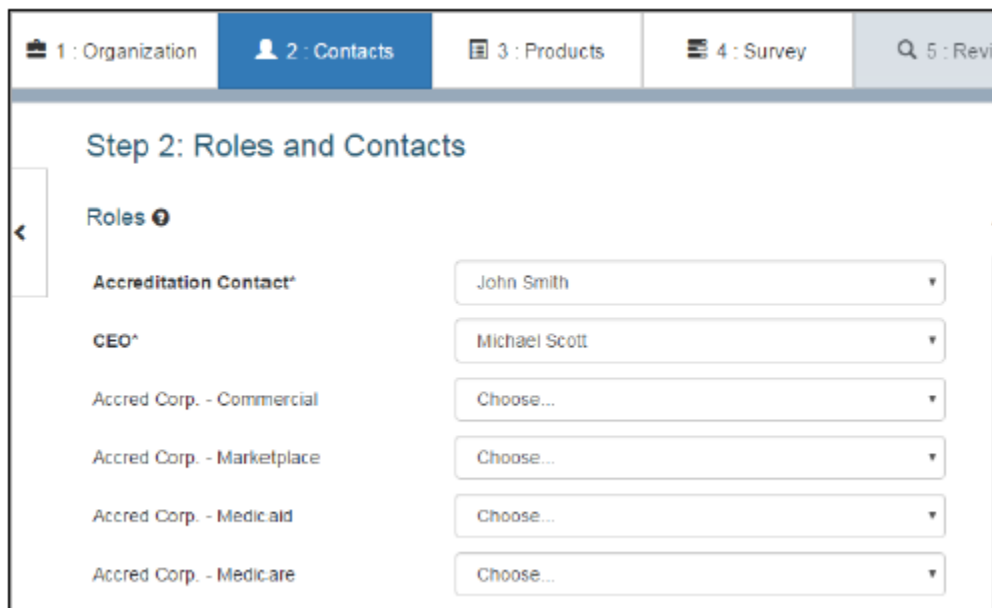 1 : Organization
2 : Contacts
3 : Products
4 : Survey
5 : Revi
Step 2: Roles and Contacts
Roles
Accreditation Contact* John Smith
CEO* Michael Scott
Accred Corp. - Commercial Choose...
Accred Corp. - Marketplace Choose...
Accred Corp. - Medicaid Choose...
Accred Corp. - Medicare Choose...